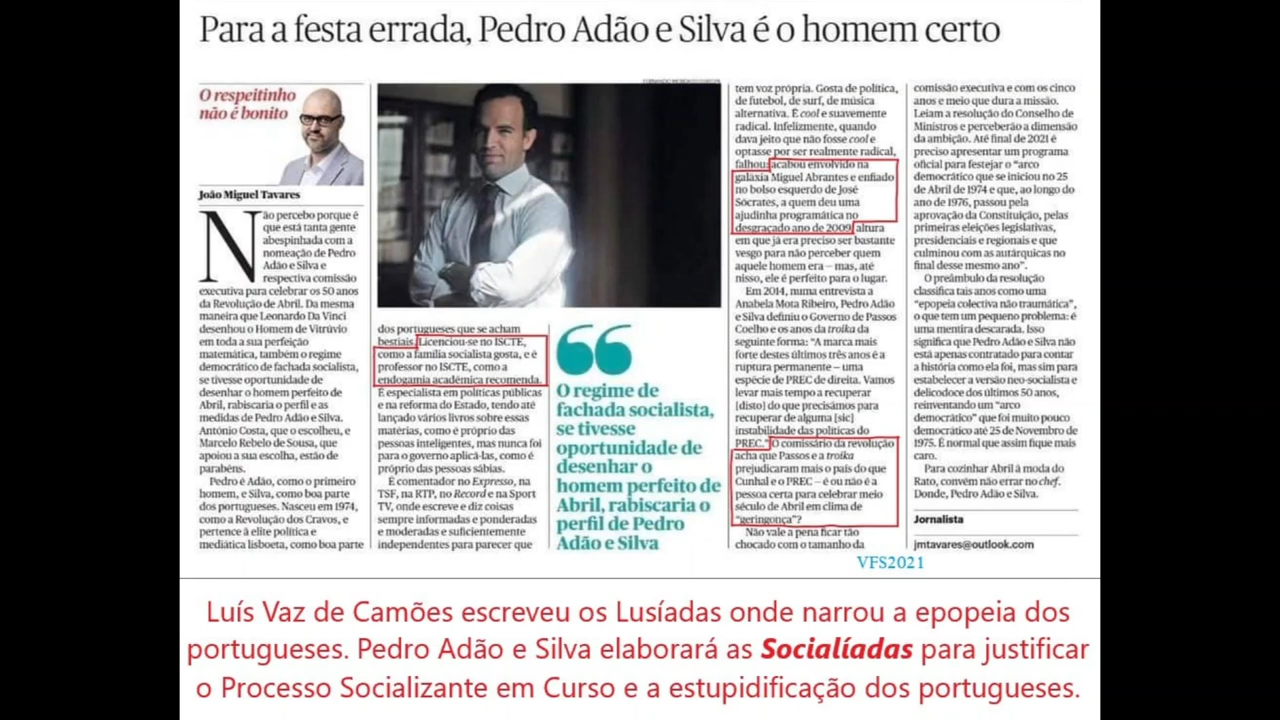 Para a festa errada, Pedro Adão e Silva é o homem certo
O respeitinho
não é bonito
João Miguel Tavares
Não percebo porque é
que está tanta gente
abespinhada com a
nomeação de Pedro
Adão e Silva e
respectiva comissão
executiva para celebrar os 50 anos
da Revolução de Abril. Da mesma
maneira que Leonardo Da Vinci
desenhou o Homem de Vitrúvio
em toda a sua perfeição
matemática, também o regime
democrático de fachada socialista,
se tivesse oportunidade de
desenhar o homem perfeito de
Abril, rabiscaria o perfil e as
medidas de Pedro Adão e Silva.
António Costa, que o escolheu, e
Marcelo Rebelo de Sousa, que
apoiou a sua escolha, estão de
parabéns.
Pedro é Adão, como o primeiro
homem, e Silva, como boa parte
dos portugueses. Nasceu em 1974,
como a Revolução dos Cravos, e
pertence à elite política e
mediática lisboeta, como boa parte
dos portugueses que se acham
bestiais. Licenciou-se no ISCTE,
como a família socialista gosta, e é
professor no ISCTE, como a
endogamia académica recomenda.
É especialista em políticas públicas
e na reforma do Estado, tendo até
lançado vários livros sobre essas
matérias, como é próprio das
pessoas inteligentes, mas nunca foi
para o governo aplicá-las, como é
próprio das pessoas sábias.
É comentador no Expresso, na
TSF, na RTP, no Record e na Sport
TV, onde escreve e diz coisas
sempre informadas e ponderadas
e moderadas e suficientemente
independentes para parecer que
O regime de
fachada socialista,
se tivesse
oportunidade de
desenhar o
homem perfeito de
Abril, rabiscaria o
perfil de Pedro
Adão e Silva
tem voz própria. Gosta de política,
de futebol, de surf, de música
alternativa. É cool e suavemente
radical. Infelizmente, quando
dava jeito que não fosse cool e
optasse por ser realmente radical,
falhou: acabou envolvido na
galáxia Miguel Abrantes e enfiado
no bolso esquerdo de José
Sócrates, a quem deu uma
ajudinha programática no
desgraçado ano de 2009, altura
em que já era preciso ser bastante
vesgo para não perceber quem
aquele homem era – mas, até
nisso, ele é perfeito para o lugar.
Em 2014, numa entrevista a
Anabela Mota Ribeiro, Pedro Adão
e Silva definiu o Governo de Passos
Coelho e os anos da troika da
seguinte forma: “A marca mais
forte destes últimos três anos é a
ruptura permanente – uma
espécie de PREC de direita. Vamos
levar mais tempo a recuperar
[disto] do que precisámos para
recuperar de alguma [sic]
instabilidade das políticas do
PREC.” O comissário da revolução
acha que Passos e a troika
prejudicaram mais o país do que
Cunhal e o PREC – é ou não é a
pessoa certa para celebrar meio
século de Abril em clima de
“geringonça”?
Não vale a pena ficar tão
chocado com o tamanho da
comissão executiva e com os cinco
anos e meio que dura a missão.
Leiam a resolução do Conselho de
Ministros e perceberão a dimensão
da ambição. Até final de 2021 é
preciso apresentar um programa
oficial para festejar o “arco
democrático que se iniciou no 25
de Abril de 1974 e que, ao longo do
ano de 1976, passou pela
aprovação da Constituição, pelas
primeiras eleições legislativas,
presidenciais e regionais e que
culminou com as autárquicas no
final desse mesmo ano”.
O preâmbulo da resolução
classifica tais anos como uma
“epopeia colectiva não traumática”,
o que tem um pequeno problema: é
uma mentira descarada. Isso
significa que Pedro Adão e Silva não
está apenas contratado para contar
a história como ela foi, mas sim para
estabelecer a versão neo-socialista e
delicodoce dos últimos 50 anos,
reinventando um “arco
democrático” que foi muito pouco
democrático até 25 de Novembro de
1975. É normal que assim fique mais
caro.
Para cozinhar Abril à moda do
Rato, convém não errar no chef.
Donde, Pedro Adão e Silva.
Jornalista
jmtavares@outlook.com
VFS2021
Luís Vaz de Camões escreveu os Lusíadas onde narrou a epopeia dos
portugueses. Pedro Adão e Silva elaborará as Socialíadas para justificar
o Processo Socializante em Curso e a estupidificação dos portugueses.